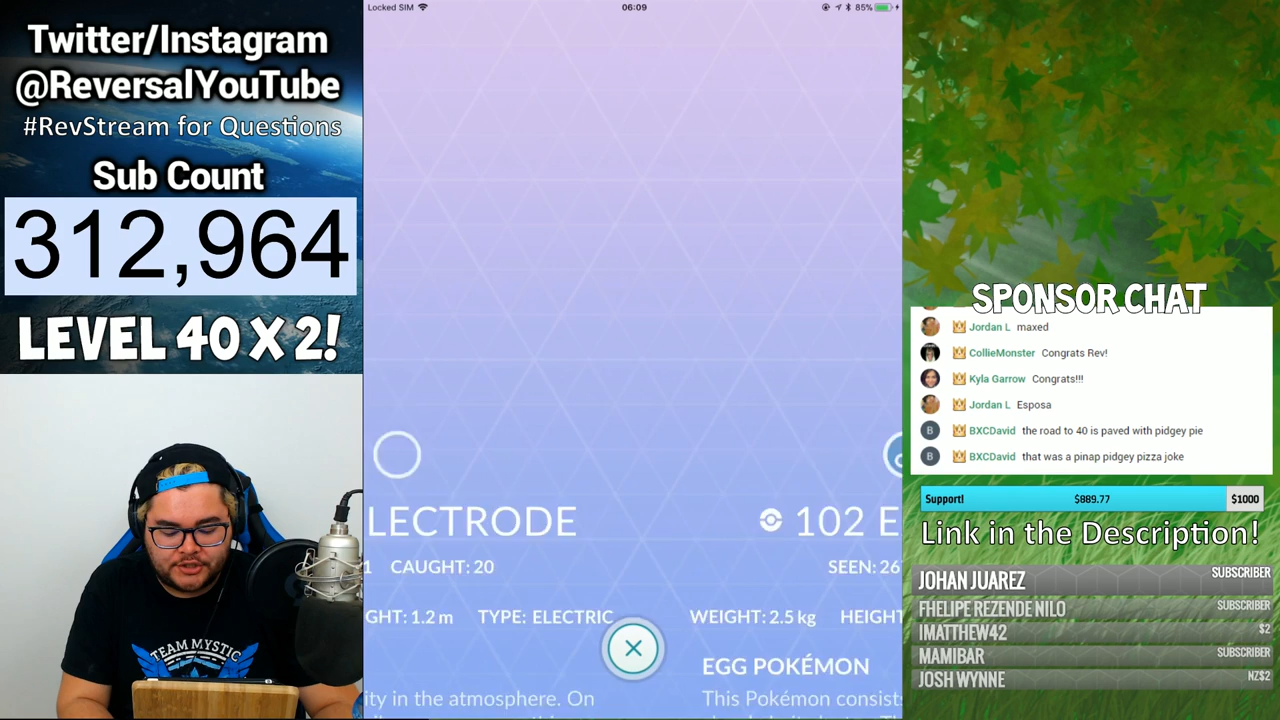 Twitter/Instagram
@ReversalYouTube
#RevStream for Questions
Sub Count
312,964
LEVEL 40 X 2!
TEAM MYSTIC
Locked SIM
06:09
85%
LECTRODE
102 E
1 CAUGHT: 20
SEEN: 26
GHT: 1.2 m TYPE: ELECTRIC
WEIGHT: 2.5 kg HEIGHT
EGG POKÉMON
ity in the atmosphere. On
This Pokémon consists
SPONSOR CHAT
Jordan L maxed
CollieMonster Congrats Rev!
Kyla Garrow Congrats!!!
Jordan L Esposa
B BXCDavid the road to 40 is paved with pidgey pie
B BXCDavid that was a pinap pidgey pizza joke
Support! $889.77 $1000
Link in the Description!
JOHAN JUAREZ SUBSCRIBER
FHELIPE REZENDE NILO SUBSCRIBER
IMATTHEW42 $2
MAMIBAR SUBSCRIBER
JOSH WYNNE NZ$2